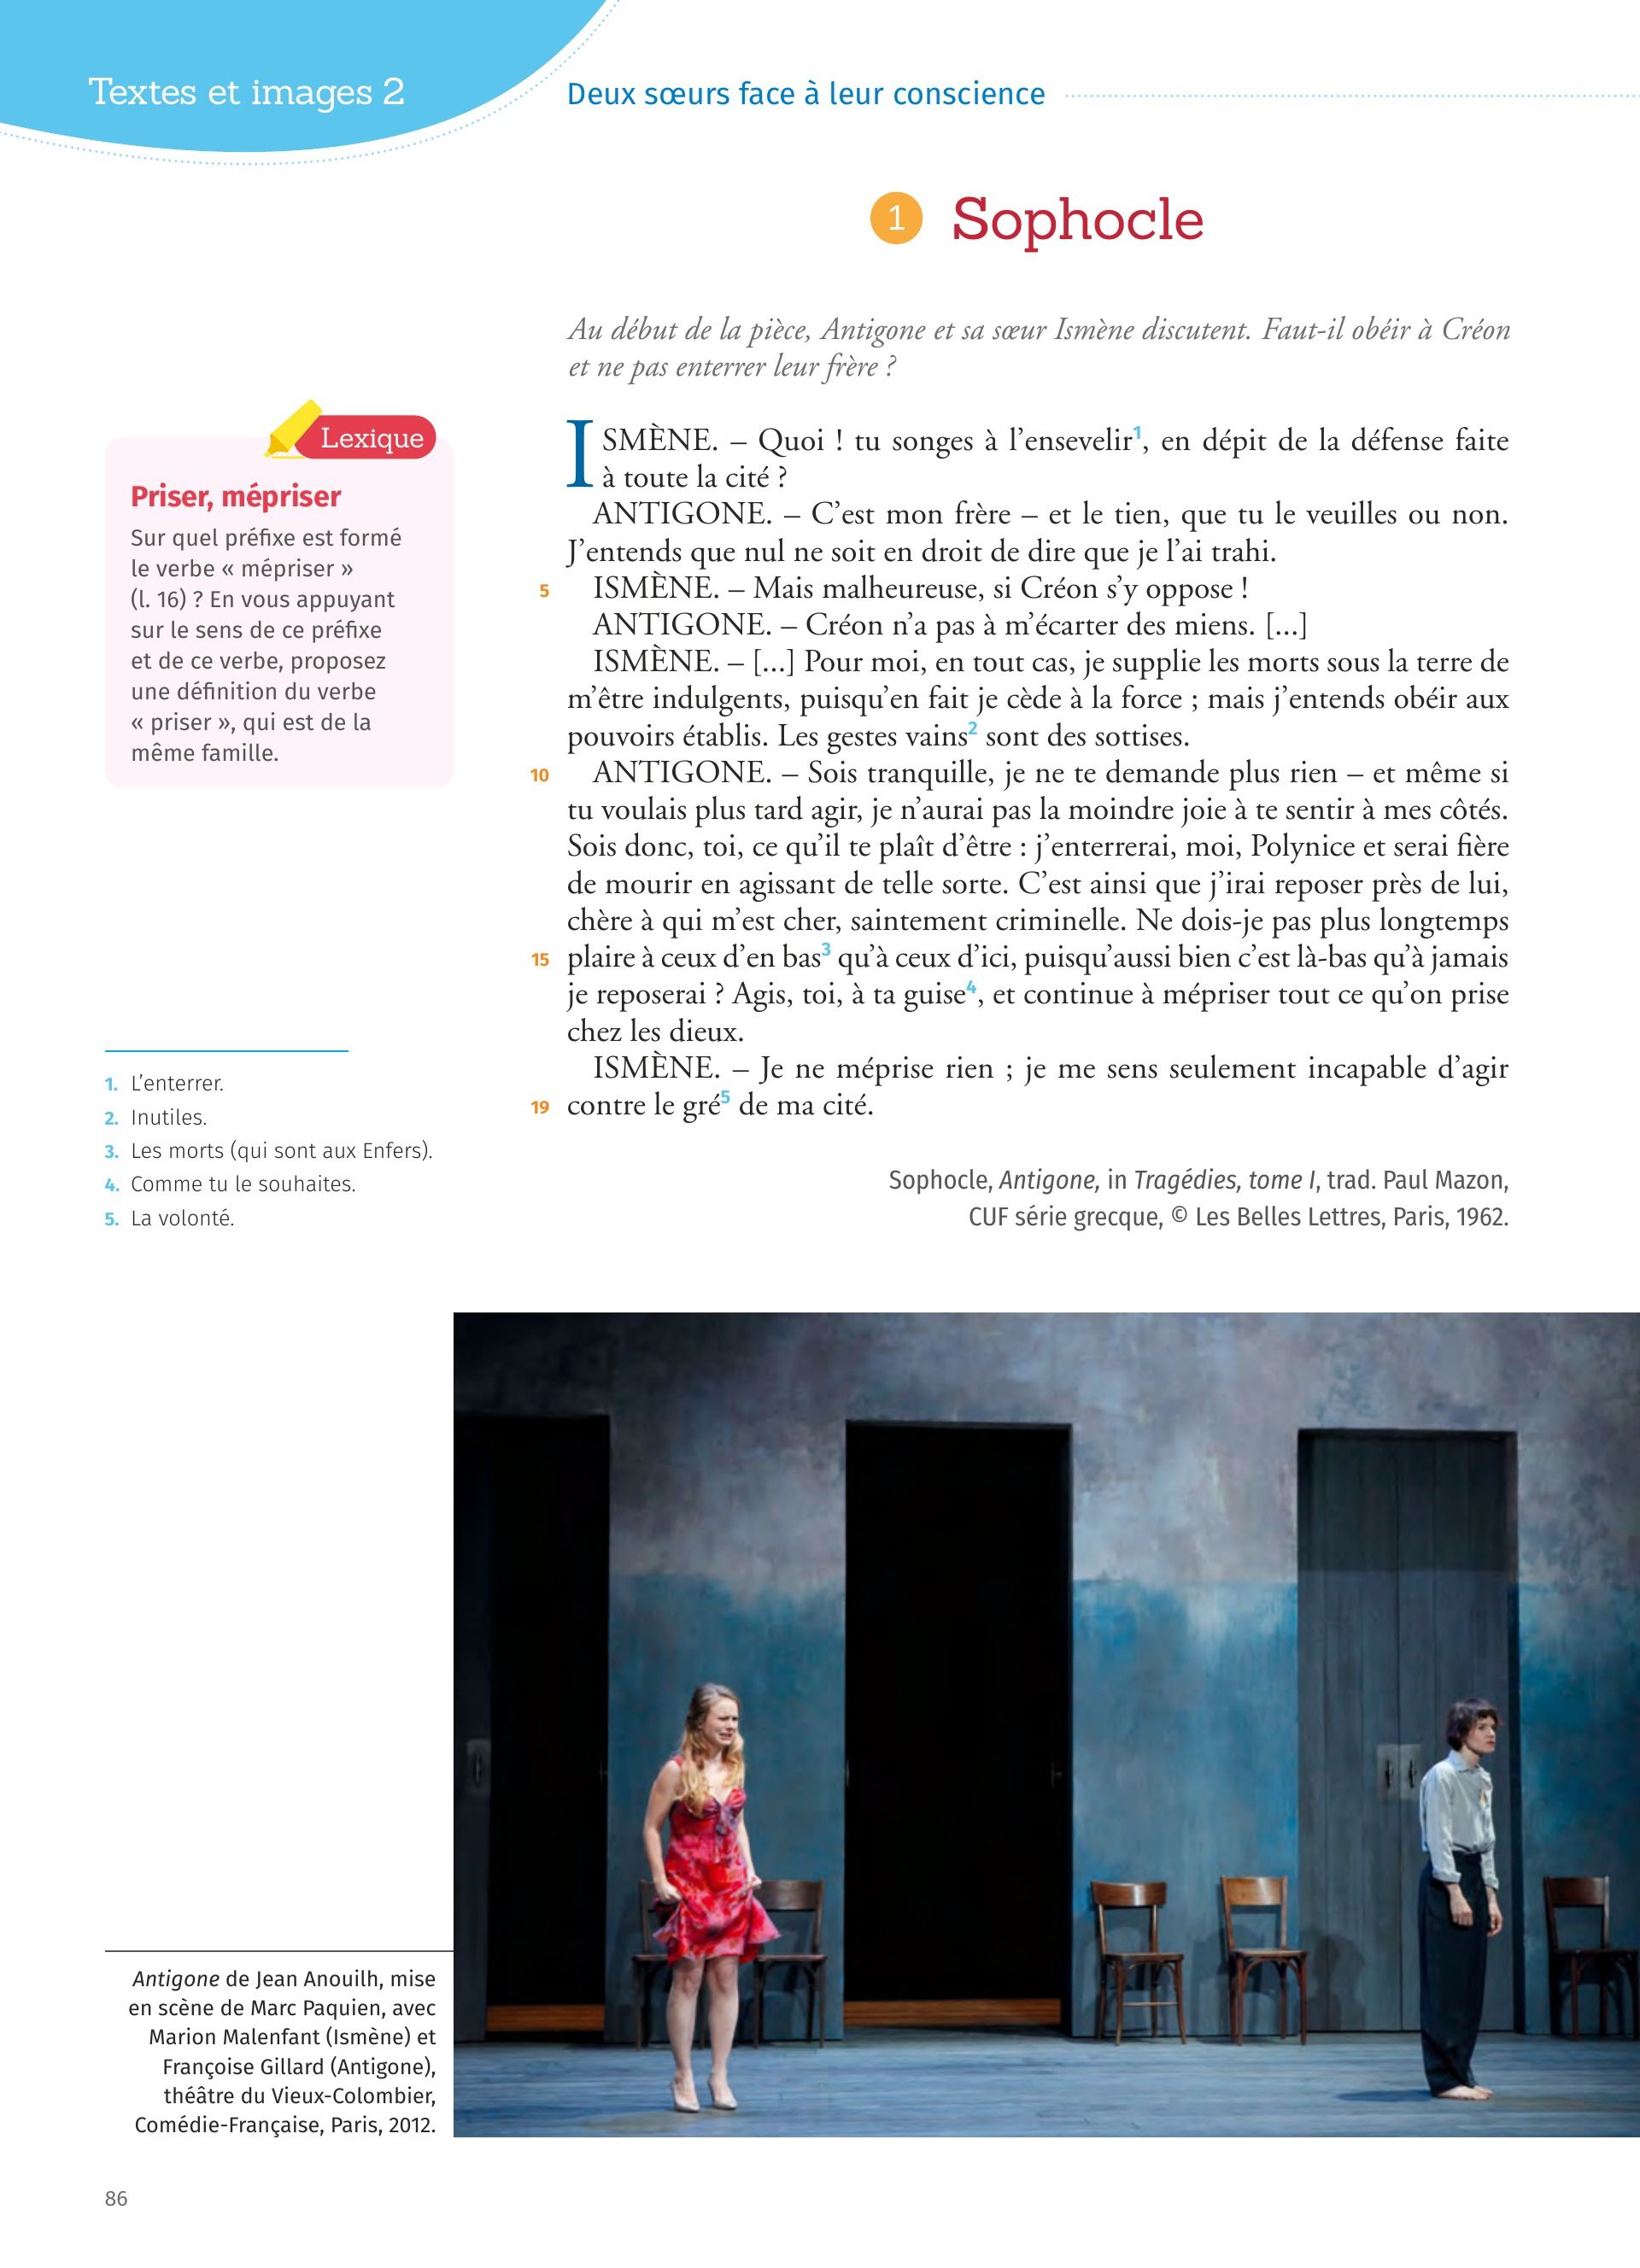 Textes et images 2
Deux sœurs face à leur conscience
1 Sophocle
Au début de la pièce, Antigone et sa sœur Ismène discutent. Faut-il obéir à Créon
et ne pas enterrer leur frère ?
ISMÈNE. – Quoi ! tu songes à l’ensevelir1, en dépit de la défense faite
à toute la cité ?
ANTIGONE. – C’est mon frère – et le tien, que tu le veuilles ou non.
J’entends que nul ne soit en droit de dire que je l’ai trahi.
5 ISMÈNE. – Mais malheureuse, si Créon s’y oppose !
ANTIGONE. – Créon n’a pas à m’écarter des miens. [...]
ISMÈNE. – [...] Pour moi, en tout cas, je supplie les morts sous la terre de
m’être indulgents, puisqu’en fait je cède à la force ; mais j’entends obéir aux
pouvoirs établis. Les gestes vains2 sont des sottises.
10 ANTIGONE. – Sois tranquille, je ne te demande plus rien – et même si
tu voulais plus tard agir, je n’aurai pas la moindre joie à te sentir à mes côtés.
Sois donc, toi, ce qu’il te plaît d’être : j’enterrerai, moi, Polynice et serai fière
de mourir en agissant de telle sorte. C’est ainsi que j’irai reposer près de lui,
chère à qui m’est cher, saintement criminelle. Ne dois-je pas plus longtemps
15 plaire à ceux d’en bas3 qu’à ceux d’ici, puisqu’aussi bien c’est là-bas qu’à jamais
je reposerai ? Agis, toi, à ta guise4, et continue à mépriser tout ce qu’on prise
chez les dieux.
ISMÈNE. – Je ne méprise rien ; je me sens seulement incapable d’agir
19 contre le gré5 de ma cité.
Sophocle, Antigone, in Tragédies, tome I, trad. Paul Mazon,
CUF série grecque, © Les Belles Lettres, Paris, 1962.
Lexique
Priser, mépriser
Sur quel préfixe est formé
le verbe « mépriser »
(l. 16) ? En vous appuyant
sur le sens de ce préfixe
et de ce verbe, proposez
une définition du verbe
« priser », qui est de la
même famille.
1. L’enterrer.
2. Inutiles.
3. Les morts (qui sont aux Enfers).
4. Comme tu le souhaites.
5. La volonté.
Antigone de Jean Anouilh, mise
en scène de Marc Paquien, avec
Marion Malenfant (Ismène) et
Françoise Gillard (Antigone),
théâtre du Vieux-Colombier,
Comédie-Française, Paris, 2012.
86